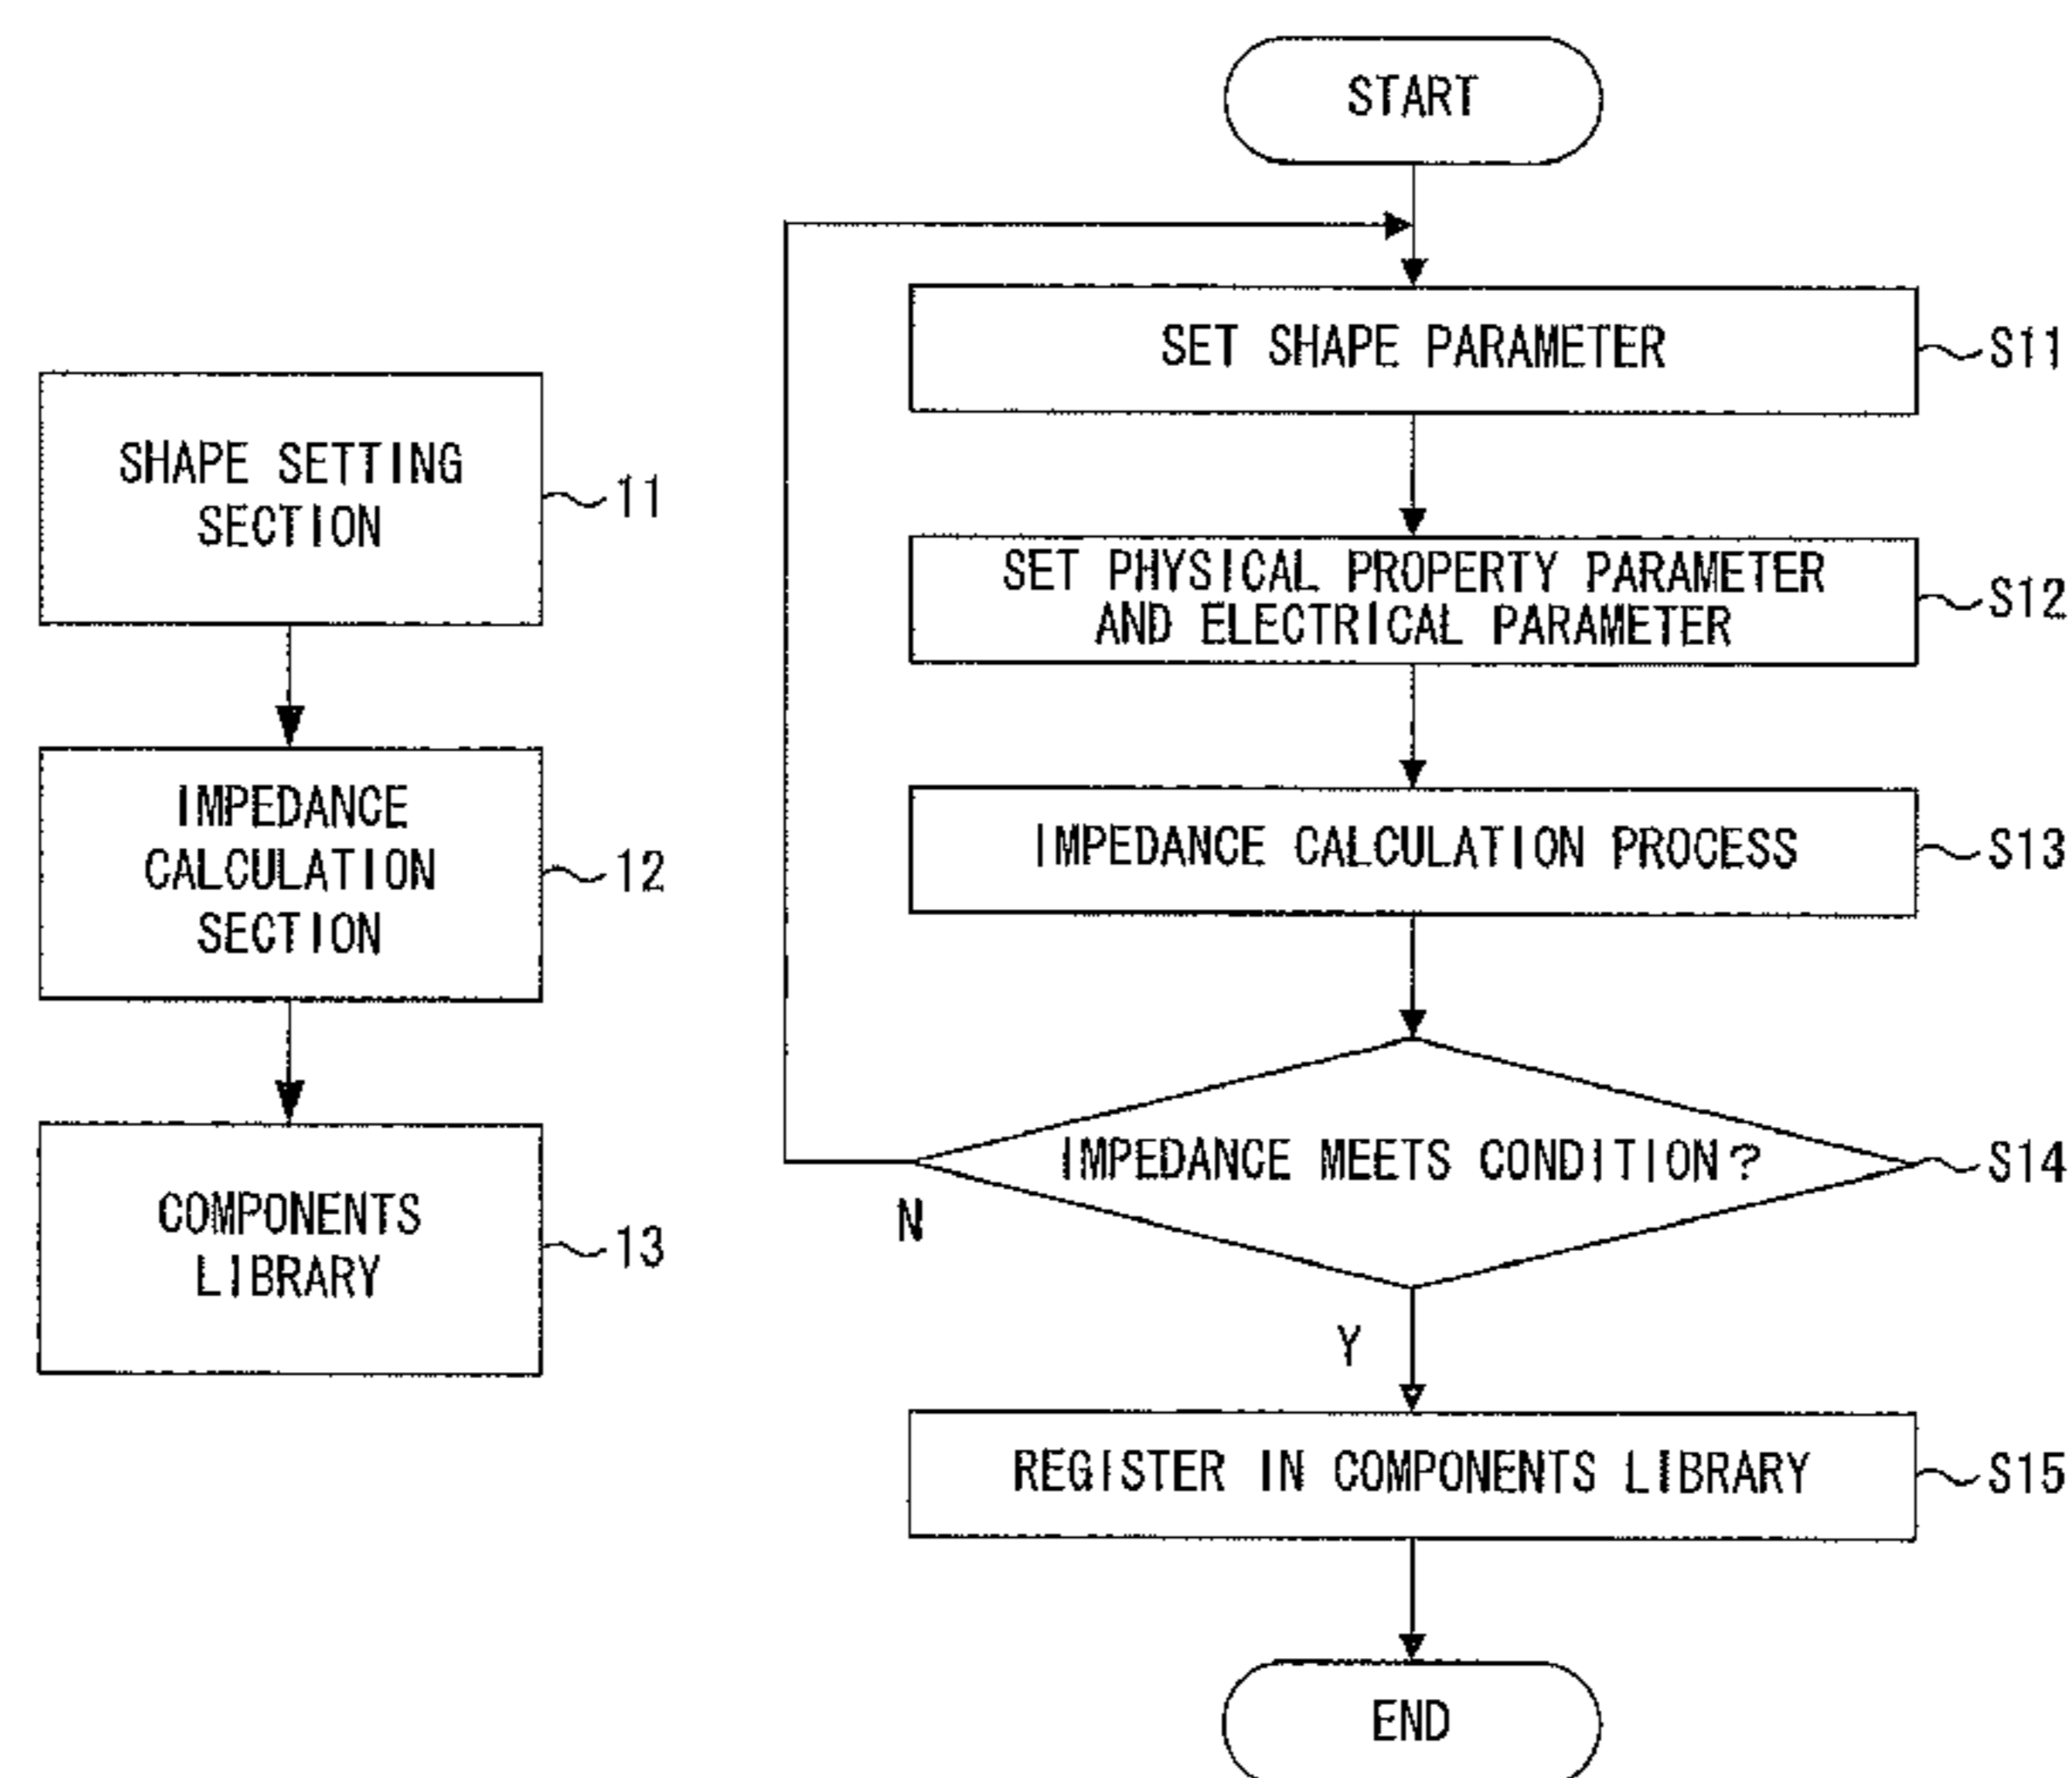 SHAPE SETTING
SECTION
11
IMPEDANCE
CALCULATION
SECTION
12
COMPONENTS
LIBRARY
13
START
SET SHAPE PARAMETER
S11
SET PHYSICAL PROPERTY PARAMETER
AND ELECTRICAL PARAMETER
S12
IMPEDANCE CALCULATION PROCESS
S13
IMPEDANCE MEETS CONDITION?
S14
N
Y
REGISTER IN COMPONENTS LIBRARY
S15
END